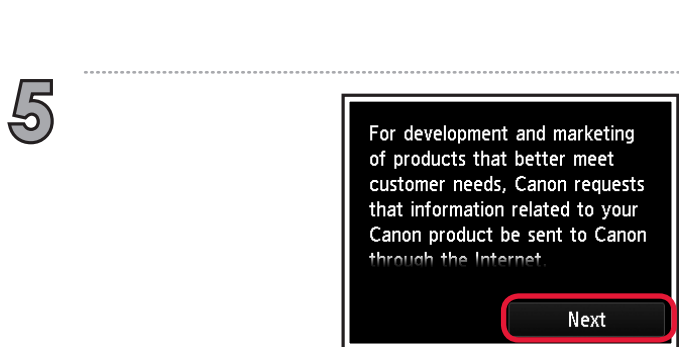 5
For development and marketing
of products that better meet
customer needs, Canon requests
that information related to your
Canon product be sent to Canon
through the Internet.
Next